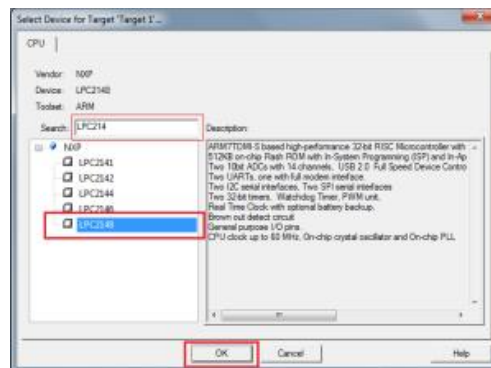 Select Device for Target 'Target 1'...
CPU
Vendor: NXP
Device: LPC2148
Toolset: ARM
Search: LPC214
Description:
NXP
LPC2141
LPC2142
LPC2144
LPC2146
LPC2148
ARM7TDMI-S based high-performance 32-bit RISC Microcontroller with
512KB on-chip Flash ROM with In-System Programming (ISP) and In-Ap
Two 10bit ADCs with 14 channels, USB 2.0 Full Speed Device Contro
Two UARTs, one with full modem interface.
Two I2C serial interfaces, Two SPI serial interfaces
Two 32-bit timers, Watchdog Timer, PWM unit,
Real Time Clock with optional battery backup,
Brown out detect circuit
General purpose I/O pins
CPU clock up to 60 MHz, On-chip crystal oscillator and On-chip PLL
OK
Cancel
Help